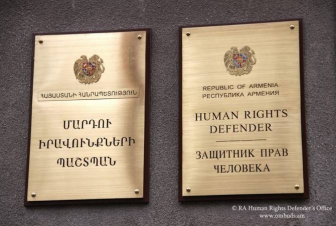 ՀԱՅԱՍՏԱՆԻ ՀԱՆՐԱՊԵՏՈՒԹՅՈՒՆ
ՄԱՐԴՈՒ
ԻՐԱՎՈՒՆՔՆԵՐԻ
ՊԱՇՏՊԱՆ
REPUBLIC OF ARMENIA
РЕСПУБЛИКА АРМЕНИЯ
HUMAN RIGHTS
DEFENDER
ЗАЩИТНИК ПРАВ
ЧЕЛОВЕКА
© RA Human Rights Defender's Office
www.ombuds.am